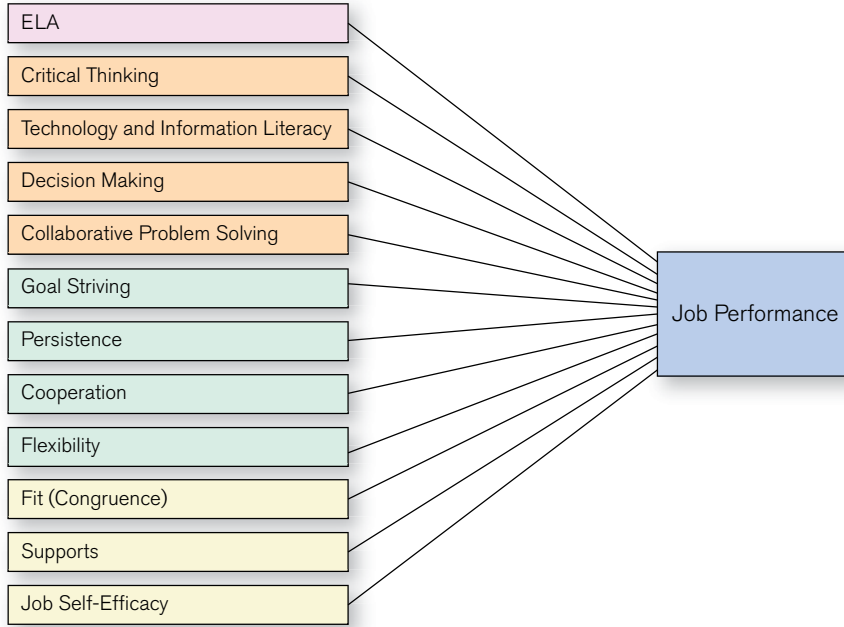 ELA
Critical Thinking
Technology and Information Literacy
Decision Making
Collaborative Problem Solving
Goal Striving
Persistence
Cooperation
Flexibility
Fit (Congruence)
Supports
Job Self-Efficacy
Job Performance